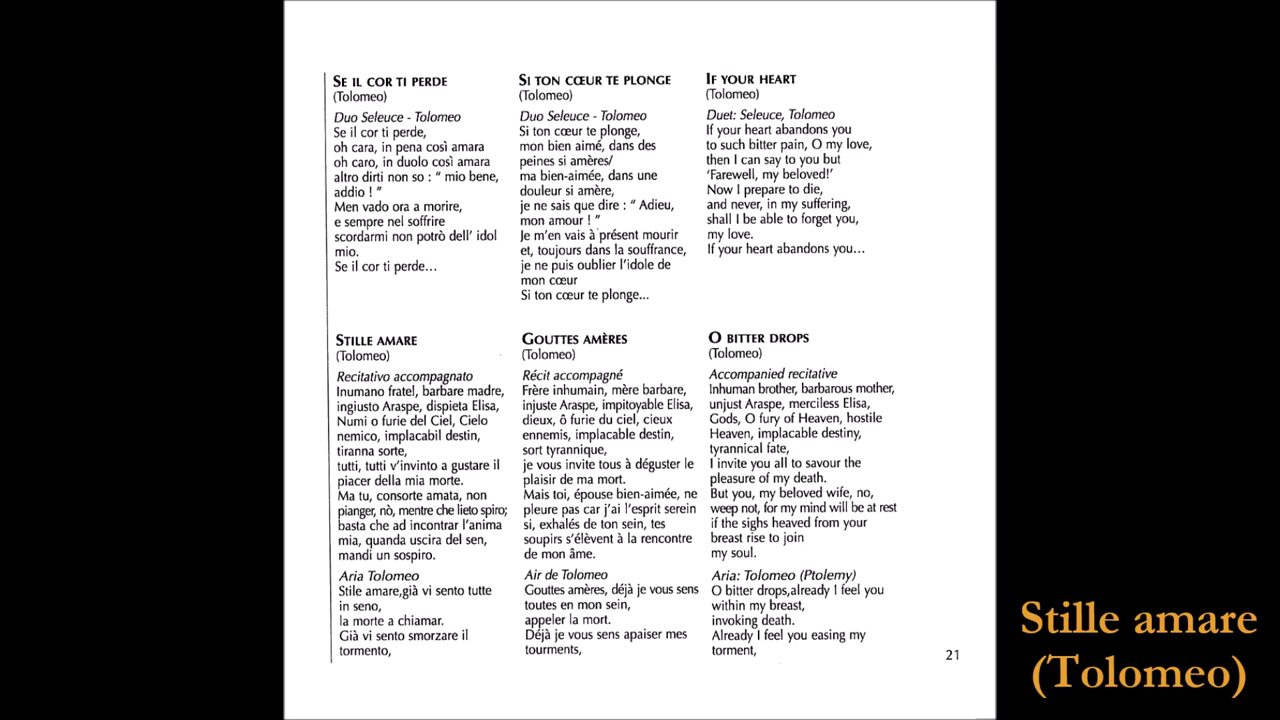 SE IL COR TI PERDE
(Tolomeo)
Duo Seleuce - Tolomeo
Se il cor ti perde,
oh cara, in pena così amara
oh caro, in duolo così amara
altro dirti non so : “ mio bene,
addio ! ”
Men vado ora a morire,
e sempre nel soffrire
scordarmi non potrò dell’ idol
mio.
Se il cor ti perde…
SI TON CŒUR TE PLONGE
(Tolomeo)
Duo Seleuce - Tolomeo
Si ton cœur te plonge,
mon bien aimé, dans des
peines si amères/
ma bien-aimée, dans une
douleur si amère,
je ne sais que dire : “ Adieu,
mon amour ! ”
Je m’en vais à présent mourir
et, toujours dans la souffrance,
je ne puis oublier l’idole de
mon cœur
Si ton cœur te plonge...
IF YOUR HEART
(Tolomeo)
Duet: Seleuce, Tolomeo
If your heart abandons you
to such bitter pain, O my love,
then I can say to you but
‘Farewell, my beloved!’
Now I prepare to die,
and never, in my suffering,
shall I be able to forget you,
my love.
If your heart abandons you…
STILLE AMARE
(Tolomeo)
Recitativo accompagnato
Inumano fratel, barbare madre,
ingiusto Araspe, dispieta Elisa,
Numi o furie del Ciel, Cielo
nemico, implacabil destin,
tiranna sorte,
tutti, tutti v’invinto a gustare il
piacer della mia morte.
Ma tu, consorte amata, non
pianger, nò, mentre che lieto spiro;
basta che ad incontrar l’anima
mia, quanda uscira del sen,
mandi un sospiro.
Aria Tolomeo
Stile amare,già vi sento tutte
in seno,
la morte a chiamar.
Già vi sento smorzare il
tormento,
GOUTTES AMÈRES
(Tolomeo)
Récit accompagné
Frère inhumain, mère barbare,
injuste Araspe, impitoyable Elisa,
dieux, ô furie du ciel, cieux
ennemis, implacable destin,
sort tyrannique,
je vous invite tous à déguster le
plaisir de ma mort.
Mais toi, épouse bien-aimée, ne
pleure pas car j’ai l’esprit serein
si, exhalés de ton sein, tes
soupirs s’élèvent à la rencontre
de mon âme.
Air de Tolomeo
Gouttes amères, déjà je vous sens
toutes en mon sein,
appeler la mort.
Déjà je vous sens apaiser mes
tourments,
O BITTER DROPS
(Tolomeo)
Accompanied recitative
Inhuman brother, barbarous mother,
unjust Araspe, merciless Elisa,
Gods, O fury of Heaven, hostile
Heaven, implacable destiny,
tyrannical fate,
I invite you all to savour the
pleasure of my death.
But you, my beloved wife, no,
weep not, for my mind will be at rest
if the sighs heaved from your
breast rise to join
my soul.
Aria: Tolomeo (Ptolemy)
O bitter drops,already I feel you
within my breast,
invoking death.
Already I feel you easing my
torment,
21
Stille amare
(Tolomeo)